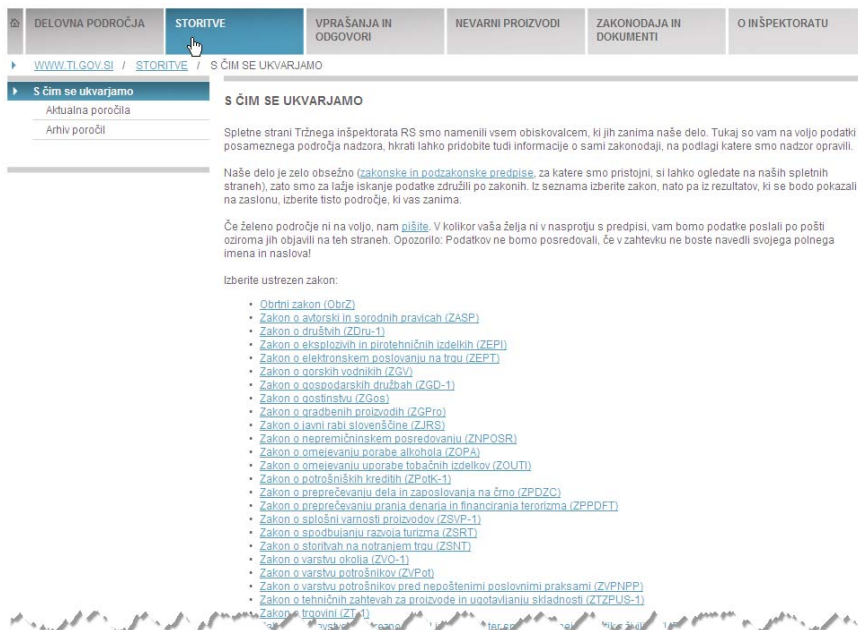 DELOVNA PODROČJA
STORITVE
VPRAŠANJA IN
ODGOVORI
NEVARNI PROIZVODI
ZAKONODAJA IN
DOKUMENTI
O INŠPEKTORATU
WWW.TI.GOV.SI / STORITVE / S ČIM SE UKVARJAMO
S čim se ukvarjamo
Aktualna poročila
Arhiv poročil
S ČIM SE UKVARJAMO
Spletne strani Tržnega inšpektorata RS smo namenili vsem obiskovalcem, ki jih zanima naše delo. Tukaj so vam na voljo podatki
posameznega področja nadzora, hkrati lahko pridobite tudi informacije o sami zakonodaji, na podlagi katere smo nadzor opravili.
Naše delo je zelo obsežno (zakonske in podzakonske predpise, za katere smo pristojni, si lahko ogledate na naših spletnih
straneh), zato smo za lažje iskanje podatke združili po zakonih. Iz seznama izberite zakon, nato pa iz rezultatov, ki se bodo pokazali
na zaslonu, izberite tisto področje, ki vas zanima.
Če želeno področje ni na voljo, nam pišite. V kolikor vaša želja ni v nasprotju s predpisi, vam bomo podatke poslali po pošti
oziroma jih objavili na teh straneh. Opozorilo: Podatkov ne bomo posredovali, če v zahtevku ne boste navedli svojega polnega
imena in naslova!
Izberite ustrezen zakon:
• Obrtni zakon (ObrZ)
• Zakon o avtorski in sorodnih pravicah (ZASP)
• Zakon o društvih (ZDru-1)
• Zakon o eksplozivih in pirotehničnih izdelkih (ZEPI)
• Zakon o elektronskem poslovanju na trgu (ZEPT)
• Zakon o gorskih vodnikih (ZGV)
• Zakon o gospodarskih družbah (ZGD-1)
• Zakon o gostinstvu (ZGos)
• Zakon o gradbenih proizvodih (ZGPro)
• Zakon o javni rabi slovenščine (ZJRS)
• Zakon o nepremičninskem posredovanju (ZNPOSR)
• Zakon o omejevanju porabe alkohola (ZOPA)
• Zakon o omejevanju uporabe tobačnih izdelkov (ZOUTI)
• Zakon o potrošniških kreditih (ZPotK-1)
• Zakon o preprečevanju dela in zaposlovanja na črno (ZPDZC)
• Zakon o preprečevanju pranja denarja in financiranja terorizma (ZPPDFT)
• Zakon o splošni varnosti proizvodov (ZSVP-1)
• Zakon o spodbujanju razvoja turizma (ZSRT)
• Zakon o storitvah na notranjem trgu (ZSNT)
• Zakon o varstvu okolja (ZVO-1)
• Zakon o varstvu potrošnikov (ZVPot)
• Zakon o varstvu potrošnikov pred nepoštenimi poslovnimi praksami (ZVPNPP)
• Zakon o tehničnih zahtevah za proizvode in ugotavljanju skladnosti (ZTZPUS-1)
• Zakon o trgovini (ZT-1)